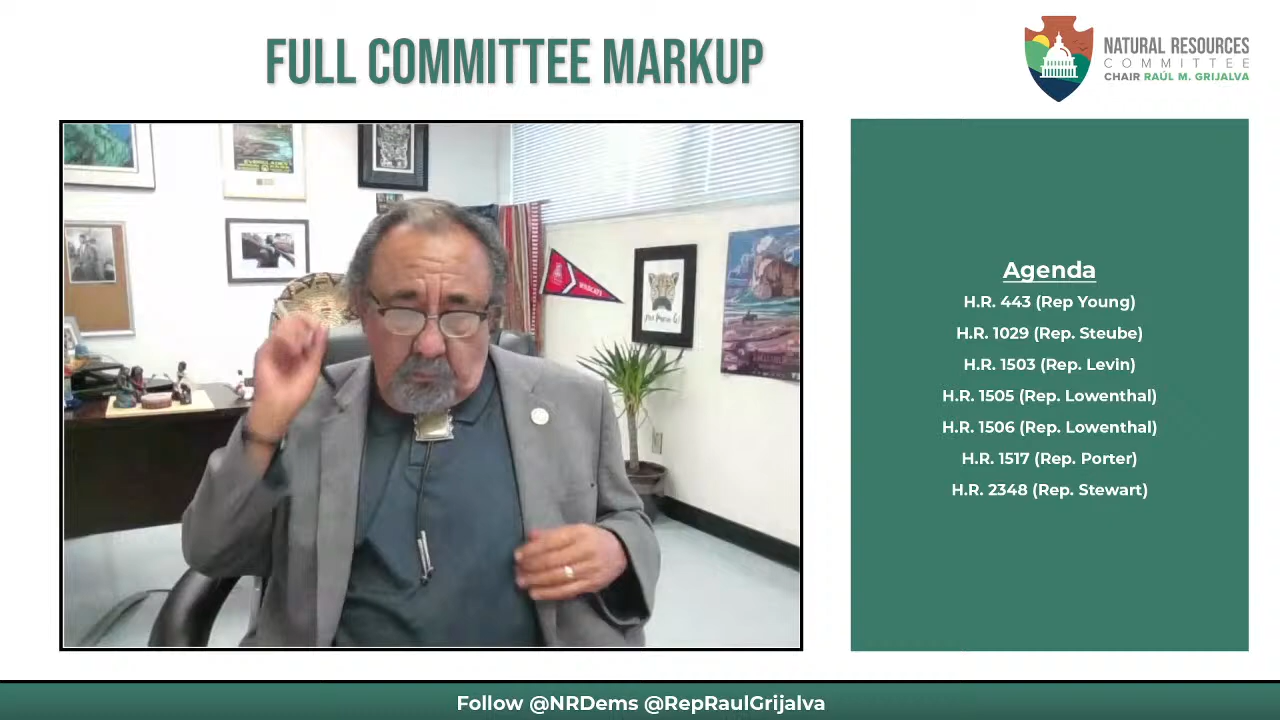 FULL COMMITTEE MARKUP
NATURAL RESOURCES
COMMITTEE
CHAIR RAÚL M. GRIJALVA
WILDCATS
Agenda
H.R. 443 (Rep Young)
H.R. 1029 (Rep. Steube)
H.R. 1503 (Rep. Levin)
H.R. 1505 (Rep. Lowenthal)
H.R. 1506 (Rep. Lowenthal)
H.R. 1517 (Rep. Porter)
H.R. 2348 (Rep. Stewart)
Follow @NRDems @RepRaulGrijalva